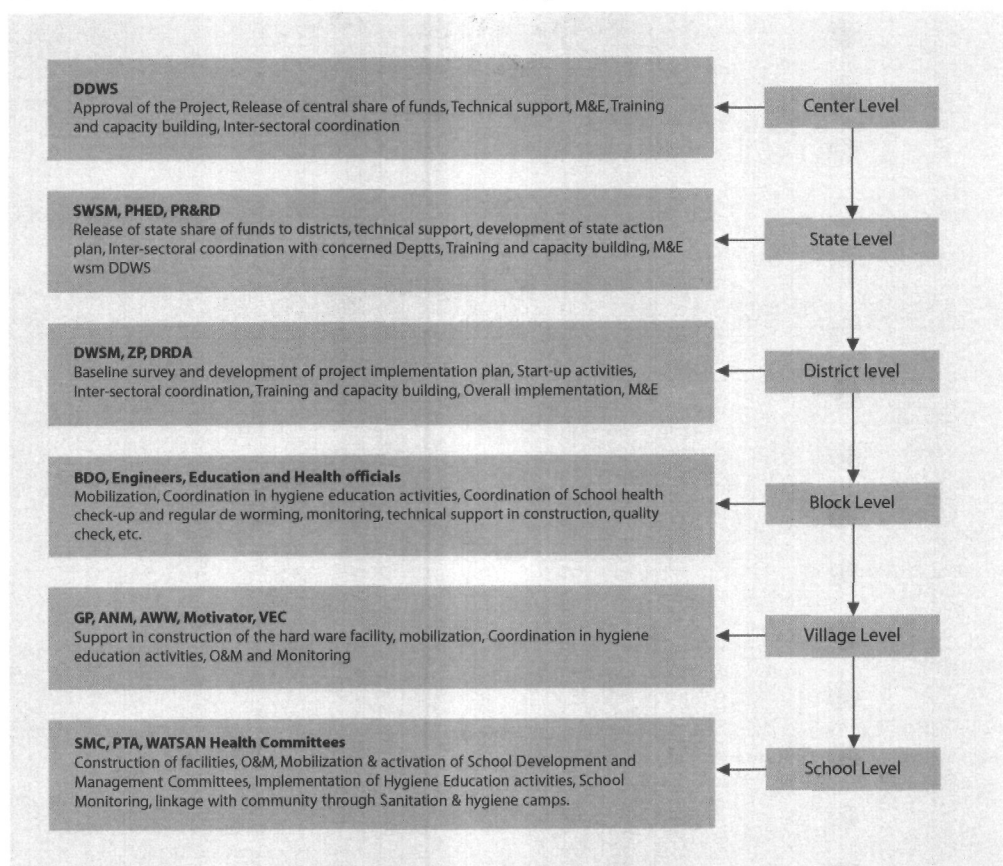 DDWS
Approval of the Project, Release of central share of funds, Technical support, M&E, Training
and capacity building, Inter-sectoral coordination
Center Level
SWSM, PHED, PR&RD
Release of state share of funds to districts, technical support, development of state action
plan, Inter-sectoral coordination with concerned Deptts, Training and capacity building, M&E
wsm DDWS
State Level
DWSM, ZP, DRDA
Baseline survey and development of project implementation plan, Start-up activities,
Inter-sectoral coordination, Training and capacity building, Overall implementation, M&E
District level
BDO, Engineers, Education and Health officials
Mobilization, Coordination in hygiene education activities, Coordination of School health
check-up and regular de worming, monitoring, technical support in construction, quality
check, etc.
Block Level
GP, ANM, AWW, Motivator, VEC
Support in construction of the hard ware facility, mobilization, Coordination in hygiene
education activities, O&M and Monitoring
Village Level
SMC, PTA, WATSAN Health Committees
Construction of facilities, O&M, Mobilization & activation of School Development and
Management Committees, Implementation of Hygiene Education activities, School
Monitoring, linkage with community through Sanitation & hygiene camps.
School Level